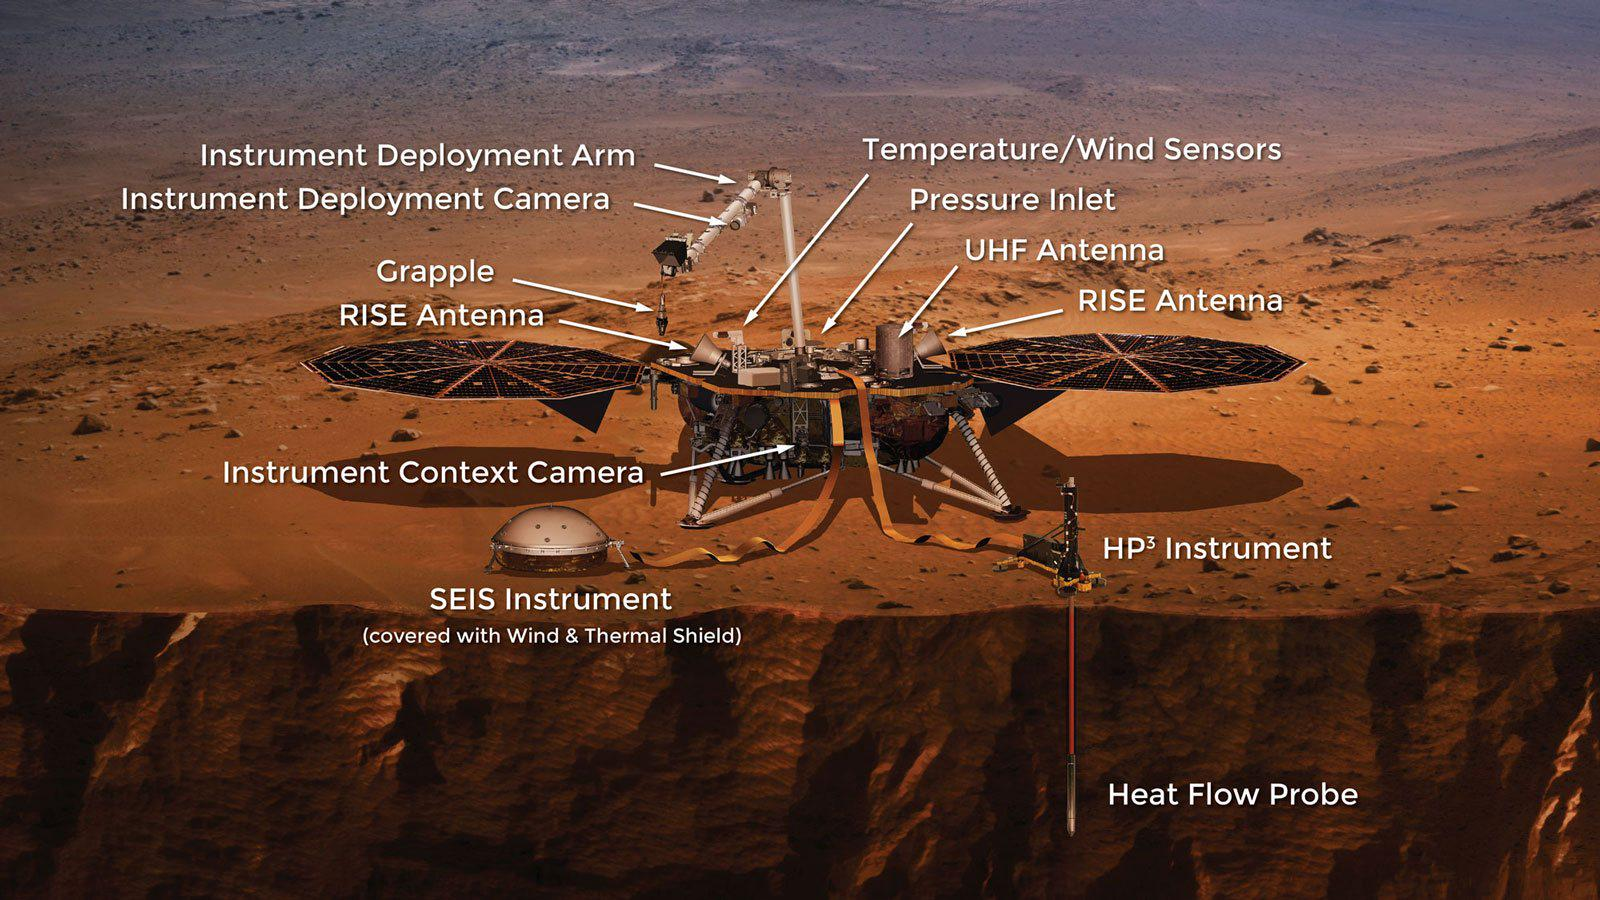 Instrument Deployment Arm
Instrument Deployment Camera
Grapple
RISE Antenna
Temperature/Wind Sensors
Pressure Inlet
UHF Antenna
RISE Antenna
Instrument Context Camera
SEIS Instrument
(covered with Wind & Thermal Shield)
HP³ Instrument
Heat Flow Probe